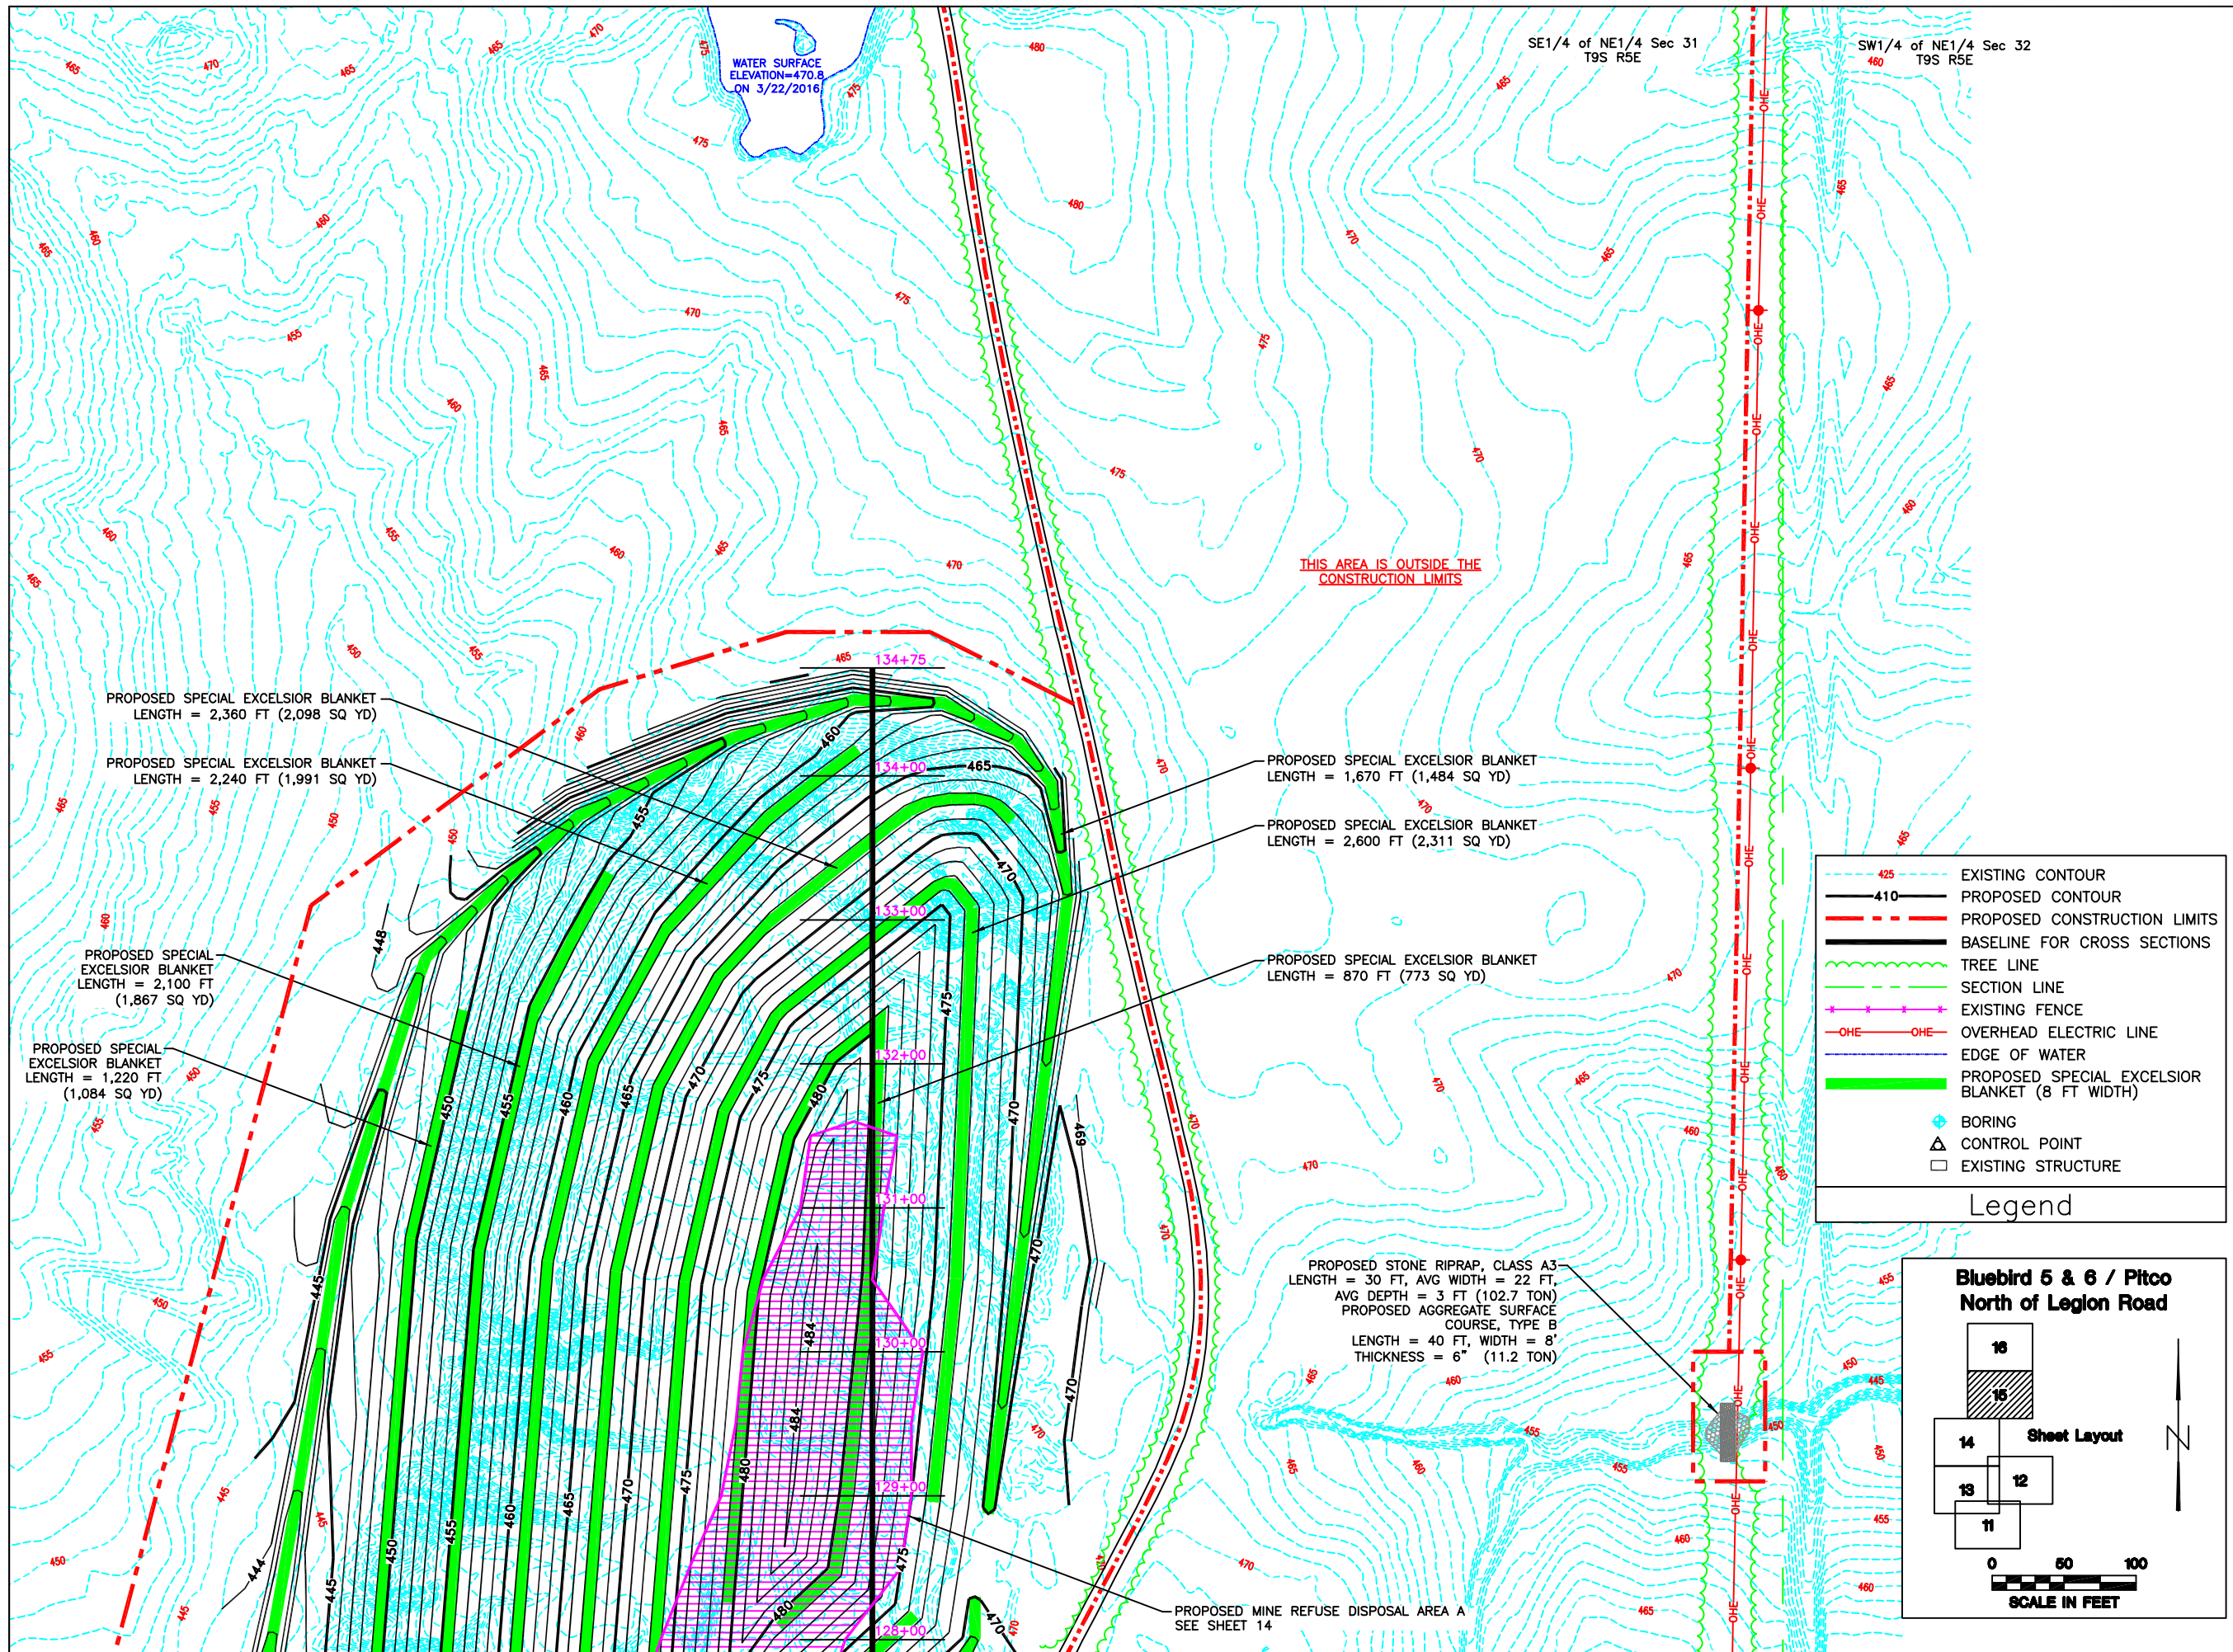 SE1/4 of NE1/4 Sec 31
T9S R5E
SW1/4 of NE1/4 Sec 32
T9S R5E
WATER SURFACE
ELEVATION=470.8
ON 3/22/2016
THIS AREA IS OUTSIDE THE
CONSTRUCTION LIMITS
PROPOSED SPECIAL EXCELSIOR BLANKET
LENGTH = 2,360 FT (2,098 SQ YD)
PROPOSED SPECIAL EXCELSIOR BLANKET
LENGTH = 2,240 FT (1,991 SQ YD)
PROPOSED SPECIAL
EXCELSIOR BLANKET
LENGTH = 2,100 FT
(1,867 SQ YD)
PROPOSED SPECIAL
EXCELSIOR BLANKET
LENGTH = 1,220 FT
(1,084 SQ YD)
134+75
134+00
133+00
132+00
131+00
130+00
129+00
128+00
PROPOSED SPECIAL EXCELSIOR BLANKET
LENGTH = 1,670 FT (1,484 SQ YD)
PROPOSED SPECIAL EXCELSIOR BLANKET
LENGTH = 2,600 FT (2,311 SQ YD)
PROPOSED SPECIAL EXCELSIOR BLANKET
LENGTH = 870 FT (773 SQ YD)
PROPOSED STONE RIPRAP, CLASS A3
LENGTH = 30 FT, AVG WIDTH = 22 FT,
AVG DEPTH = 3 FT (102.7 TON)
PROPOSED AGGREGATE SURFACE
COURSE, TYPE B
LENGTH = 40 FT, WIDTH = 8'
THICKNESS = 6" (11.2 TON)
PROPOSED MINE REFUSE DISPOSAL AREA A
SEE SHEET 14
425 EXISTING CONTOUR
410 PROPOSED CONTOUR
PROPOSED CONSTRUCTION LIMITS
BASELINE FOR CROSS SECTIONS
TREE LINE
SECTION LINE
EXISTING FENCE
OHE OHE OVERHEAD ELECTRIC LINE
EDGE OF WATER
PROPOSED SPECIAL EXCELSIOR
BLANKET (8 FT WIDTH)
BORING
CONTROL POINT
EXISTING STRUCTURE
Legend
Bluebird 5 & 6 / Pitco
North of Legion Road
16
15
14
Sheet Layout
N
13
12
11
0 50 100
SCALE IN FEET